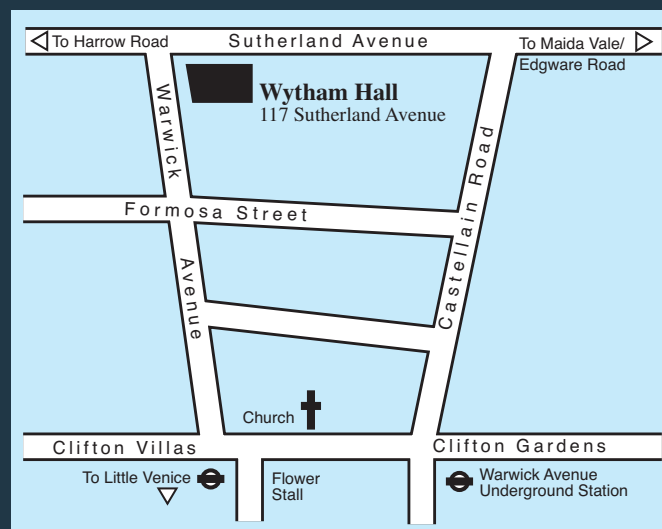 To Harrow Road
Sutherland Avenue
To Maida Vale/
Edgware Road
Wytham Hall
117 Sutherland Avenue
Warwick
Avenue
Castellain Road
Formosa Street
Church
Clifton Villas
Clifton Gardens
To Little Venice
Flower
Stall
Warwick Avenue
Underground Station